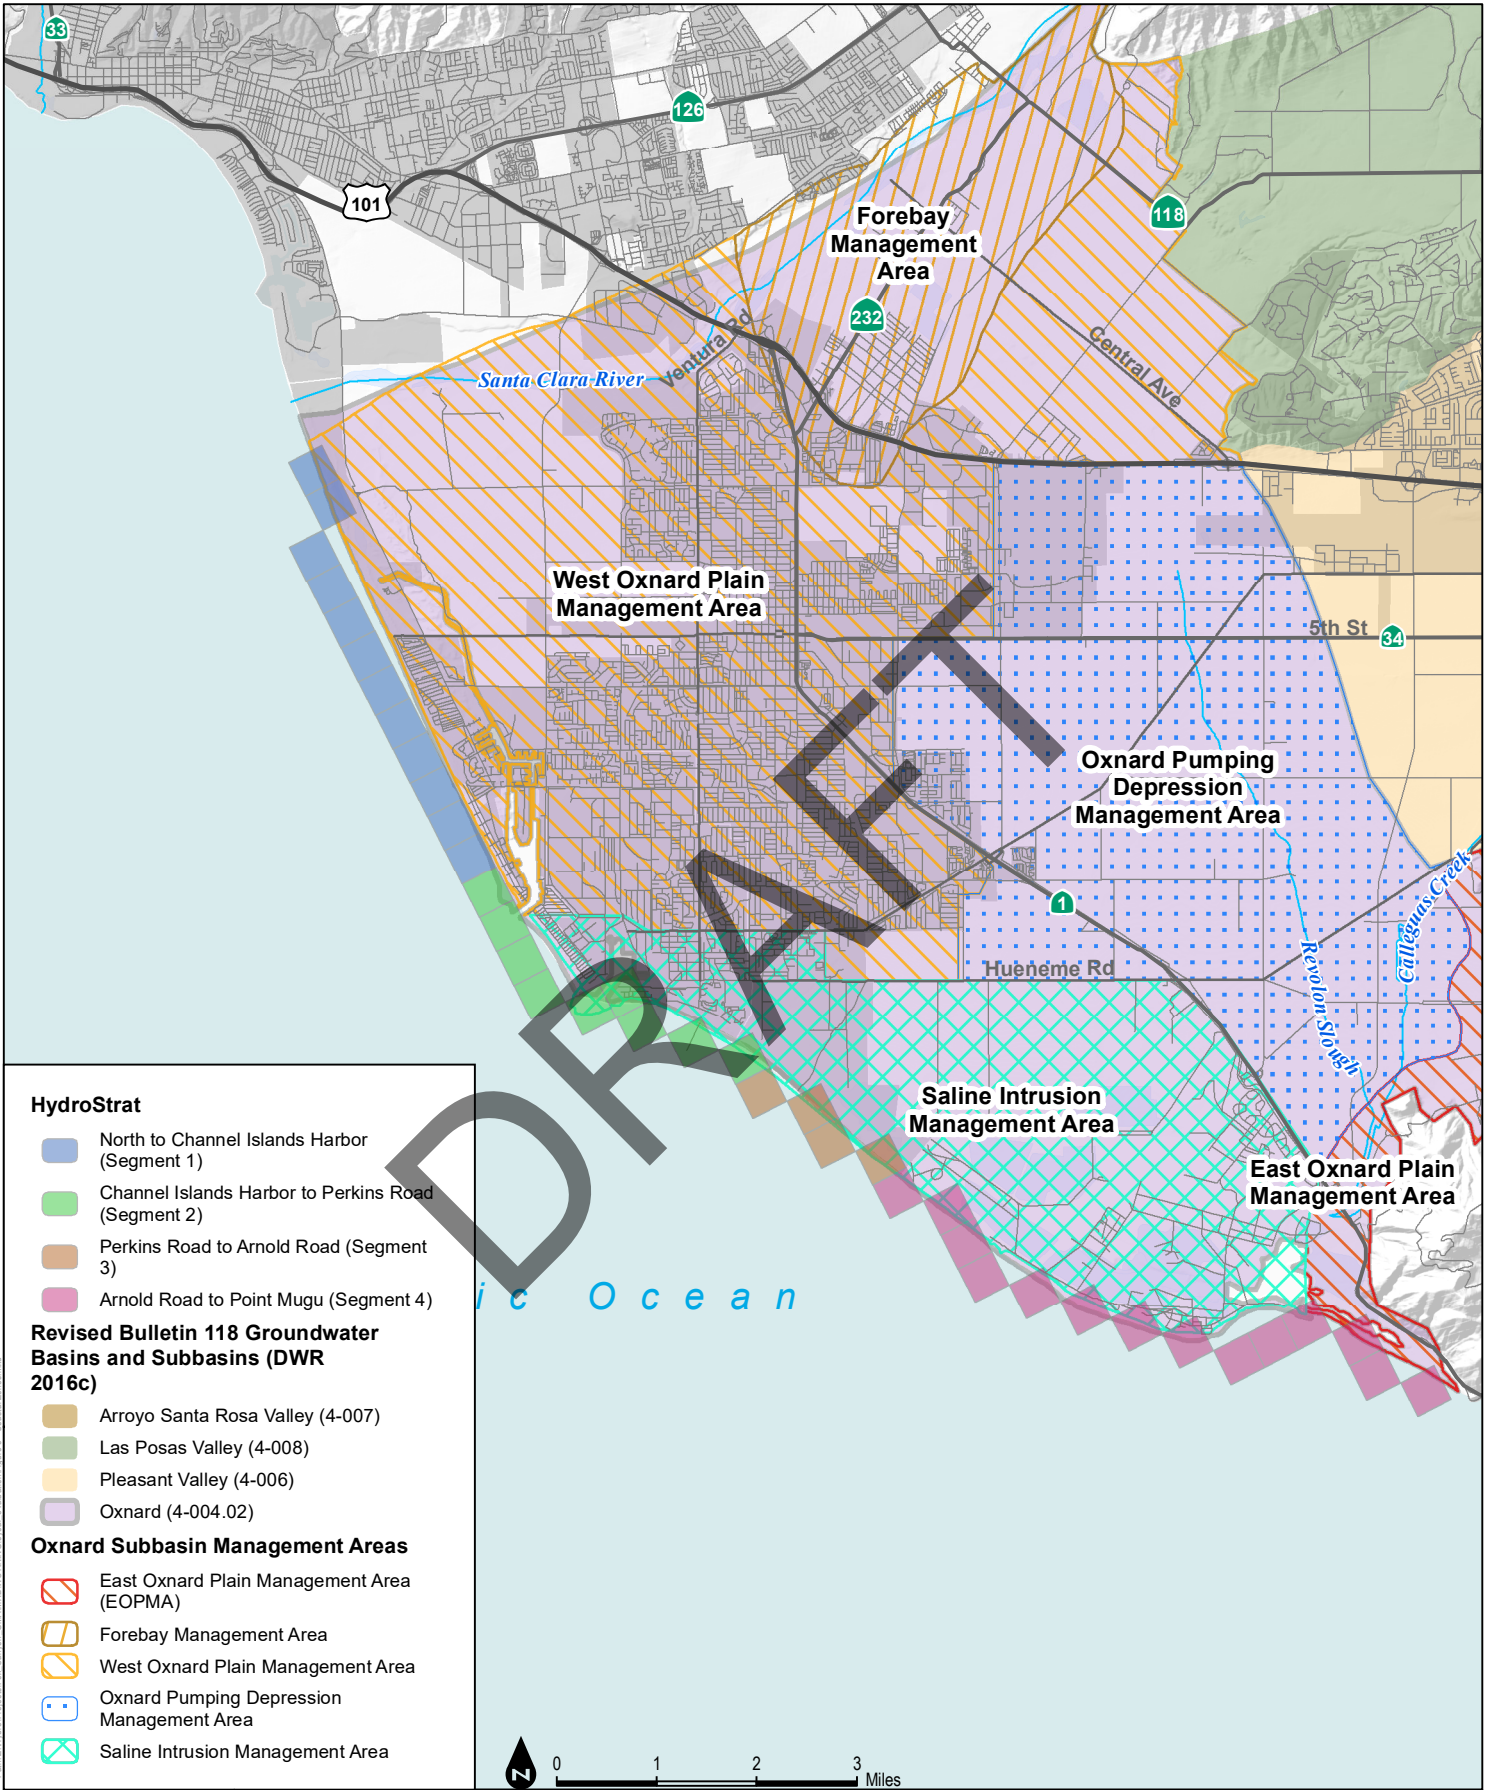 33
126
101
118
Forebay
Management
Area
232
Ventura Rd
Central Ave
Santa Clara River
West Oxnard Plain
Management Area
5th St
34
Oxnard Pumping
Depression
Management Area
1
Calleguas Creek
Revolon Slough
Hueneme Rd
Saline Intrusion
Management Area
East Oxnard Plain
Management Area
DRAFT
ic Ocean
HydroStrat
North to Channel Islands Harbor
(Segment 1)
Channel Islands Harbor to Perkins Road
(Segment 2)
Perkins Road to Arnold Road (Segment
3)
Arnold Road to Point Mugu (Segment 4)
Revised Bulletin 118 Groundwater
Basins and Subbasins (DWR
2016c)
Arroyo Santa Rosa Valley (4-007)
Las Posas Valley (4-008)
Pleasant Valley (4-006)
Oxnard (4-004.02)
Oxnard Subbasin Management Areas
East Oxnard Plain Management Area
(EOPMA)
Forebay Management Area
West Oxnard Plain Management Area
Oxnard Pumping Depression
Management Area
Saline Intrusion Management Area
N
0 1 2 3
Miles